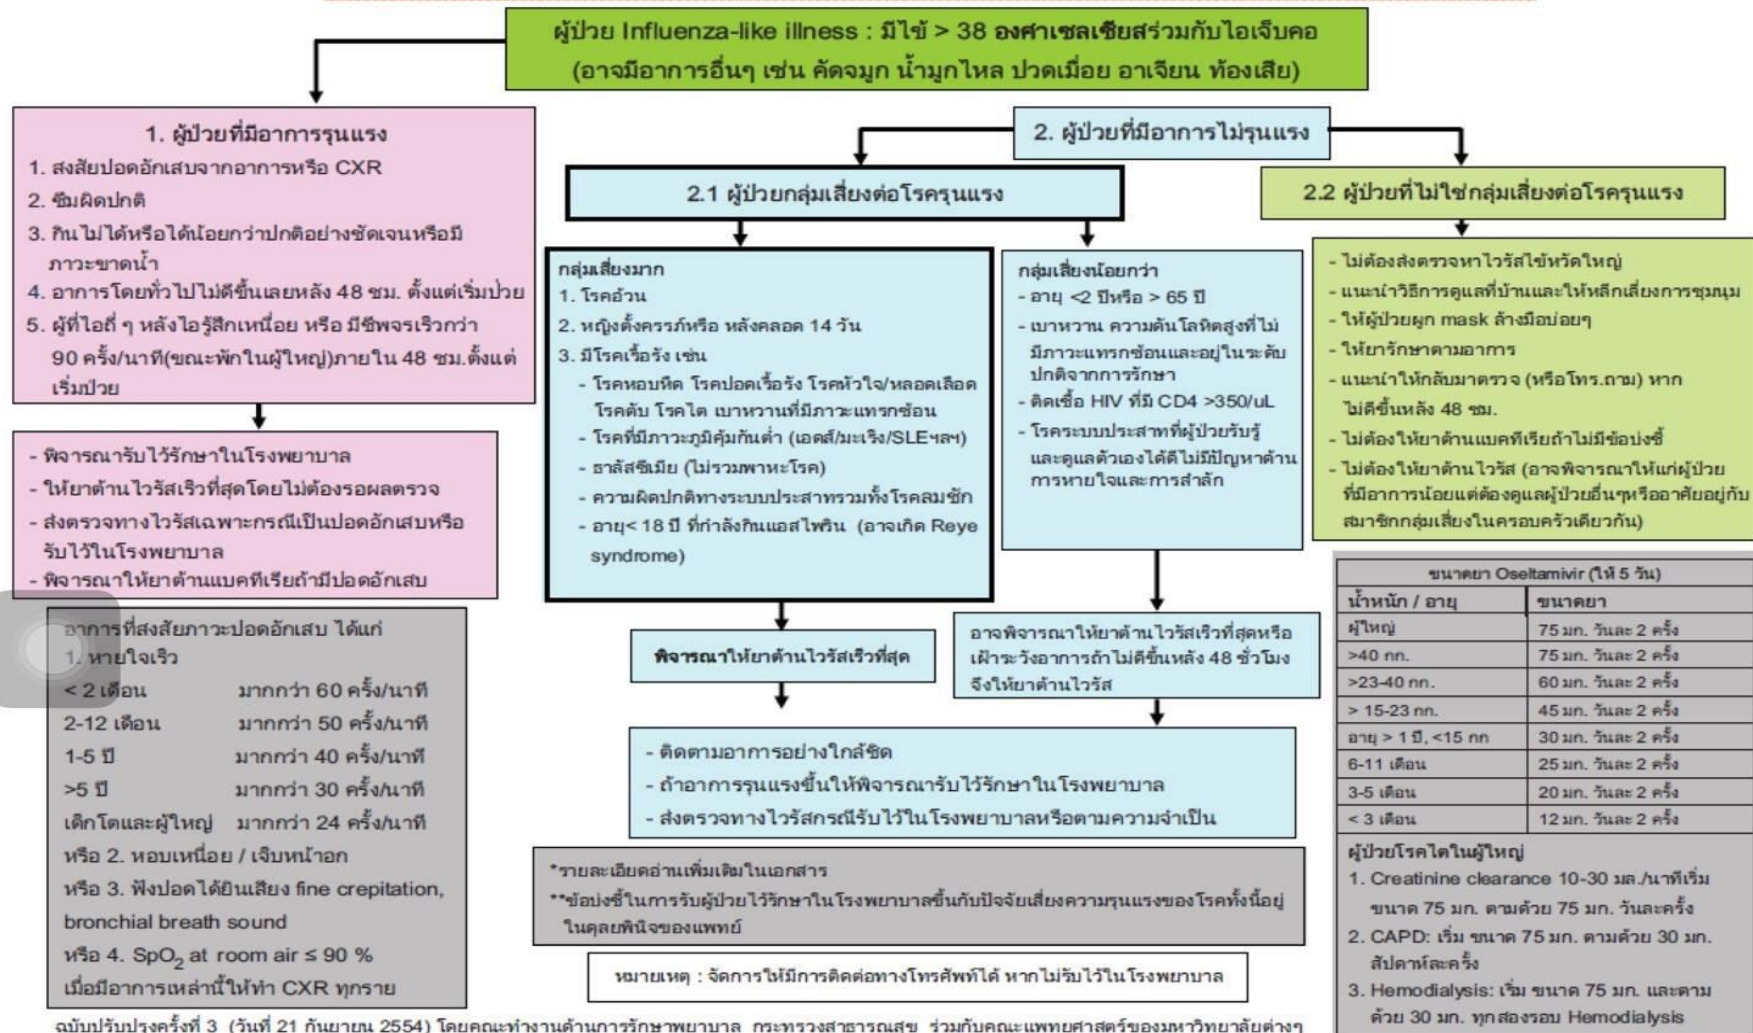 ผู้ป่วย Influenza-like illness : มีไข้ > 38 องศาเซลเซียสร่วมกับไอเจ็บคอ
(อาจมีอาการอื่นๆ เช่น คัดจมูก น้ำมูกไหล ปวดเมื่อย อาเจียน ท้องเสีย)
1. ผู้ป่วยที่มีอาการรุนแรง
1. สงสัยปอดอักเสบจากอาการหรือ CXR
2. ซึมผิดปกติ
3. กินไม่ได้หรือได้น้อยกว่าปกติอย่างชัดเจนหรือมี
ภาวะขาดน้ำ
4. อาการโดยทั่วไปไม่ดีขึ้นเลยหลัง 48 ชม. ตั้งแต่เริ่มป่วย
5. ผู้ที่ไอถี่ ๆ หลังไอรู้สึกเหนื่อย หรือ มีชีพจรเร็วกว่า
90 ครั้ง/นาที(ขณะพักในผู้ใหญ่)ภายใน 48 ชม.ตั้งแต่
เริ่มป่วย
- พิจารณารับไว้รักษาในโรงพยาบาล
- ให้ยาต้านไวรัสเร็วที่สุดโดยไม่ต้องรอผลตรวจ
- ส่งตรวจทางไวรัสเฉพาะกรณีเป็นปอดอักเสบหรือ
รับไว้ในโรงพยาบาล
- พิจารณาให้ยาต้านแบคทีเรียถ้ามีปอดอักเสบ
อาการที่สงสัยภาวะปอดอักเสบ ได้แก่
1. หายใจเร็ว
< 2 เดือน มากกว่า 60 ครั้ง/นาที
2-12 เดือน มากกว่า 50 ครั้ง/นาที
1-5 ปี มากกว่า 40 ครั้ง/นาที
>5 ปี มากกว่า 30 ครั้ง/นาที
เด็กโตและผู้ใหญ่ มากกว่า 24 ครั้ง/นาที
หรือ 2. หอบเหนื่อย / เจ็บหน้าอก
หรือ 3. ฟังปอดได้ยินเสียง fine crepitation,
bronchial breath sound
หรือ 4. SpO2 at room air ≤ 90 %
เมื่อมีอาการเหล่านี้ให้ทำ CXR ทุกราย
2. ผู้ป่วยที่มีอาการไม่รุนแรง
2.1 ผู้ป่วยกลุ่มเสี่ยงต่อโรครุนแรง
กลุ่มเสี่ยงมาก
1. โรคอ้วน
2. หญิงตั้งครรภ์หรือ หลังคลอด 14 วัน
3. มีโรคเรื้อรัง เช่น
- โรคหอบหืด โรคปอดเรื้อรัง โรคหัวใจ/หลอดเลือด
โรคตับ โรคไต เบาหวานที่มีภาวะแทรกซ้อน
- โรคที่มีภาวะภูมิคุ้มกันต่ำ (เอดส์/มะเร็ง/SLEฯลฯ)
- ธาลัสซีเมีย (ไม่รวมพาหะโรค)
- ความผิดปกติทางระบบประสาทรวมทั้งโรคลมชัก
- อายุ< 18 ปี ที่กำลังกินแอสไพริน (อาจเกิด Reye
syndrome)
พิจารณาให้ยาต้านไวรัสเร็วที่สุด
กลุ่มเสี่ยงน้อยกว่า
- อายุ <2 ปีหรือ > 65 ปี
- เบาหวาน ความดันโลหิตสูงที่ไม่
มีภาวะแทรกซ้อนและอยู่ในระดับ
ปกติจากการรักษา
- ติดเชื้อ HIV ที่มี CD4 >350/uL
- โรคระบบประสาทที่ผู้ป่วยรับรู้
และดูแลตัวเองได้ดีไม่มีปัญหาด้าน
การหายใจและการสำลัก
อาจพิจารณาให้ยาต้านไวรัสเร็วที่สุดหรือ
เฝ้าระวังอาการถ้าไม่ดีขึ้นหลัง 48 ชั่วโมง
จึงให้ยาต้านไวรัส
- ติดตามอาการอย่างใกล้ชิด
- ถ้าอาการรุนแรงขึ้นให้พิจารณารับไว้รักษาในโรงพยาบาล
- ส่งตรวจทางไวรัสกรณีรับไว้ในโรงพยาบาลหรือตามความจำเป็น
*รายละเอียดอ่านเพิ่มเติมในเอกสาร
**ข้อบ่งชี้ในการรับผู้ป่วยไว้รักษาในโรงพยาบาลขึ้นกับปัจจัยเสี่ยงความรุนแรงของโรคทั้งนี้อยู่
ในดุลยพินิจของแพทย์
หมายเหตุ : จัดการให้มีการติดต่อทางโทรศัพท์ได้ หากไม่รับไว้ในโรงพยาบาล
2.2 ผู้ป่วยที่ไม่ใช่กลุ่มเสี่ยงต่อโรครุนแรง
- ไม่ต้องส่งตรวจหาไวรัสไข้หวัดใหญ่
- แนะนำวิธีการดูแลที่บ้านและให้หลีกเลี่ยงการชุมนุม
- ให้ผู้ป่วยผูก mask ล้างมือบ่อยๆ
- ให้ยารักษาตามอาการ
- แนะนำให้กลับมาตรวจ (หรือโทร.ถาม) หาก
ไม่ดีขึ้นหลัง 48 ชม.
- ไม่ต้องให้ยาต้านแบคทีเรียถ้าไม่มีข้อบ่งชี้
- ไม่ต้องให้ยาต้านไวรัส (อาจพิจารณาให้แก่ผู้ป่วย
ที่มีอาการน้อยแต่ต้องดูแลผู้ป่วยอื่นๆหรืออาศัยอยู่กับ
สมาชิกกลุ่มเสี่ยงในครอบครัวเดียวกัน)
ขนาดยา Oseltamivir (ให้ 5 วัน)
น้ำหนัก / อายุ ขนาดยา
ผู้ใหญ่ 75 มก. วันละ 2 ครั้ง
>40 กก. 75 มก. วันละ 2 ครั้ง
>23-40 กก. 60 มก. วันละ 2 ครั้ง
> 15-23 กก. 45 มก. วันละ 2 ครั้ง
อายุ > 1 ปี, <15 กก 30 มก. วันละ 2 ครั้ง
6-11 เดือน 25 มก. วันละ 2 ครั้ง
3-5 เดือน 20 มก. วันละ 2 ครั้ง
< 3 เดือน 12 มก. วันละ 2 ครั้ง
ผู้ป่วยโรคไตในผู้ใหญ่
1. Creatinine clearance 10-30 มล./นาทีเริ่ม
ขนาด 75 มก. ตามด้วย 75 มก. วันละครั้ง
2. CAPD: เริ่ม ขนาด 75 มก. ตามด้วย 30 มก.
สัปดาห์ละครั้ง
3. Hemodialysis: เริ่ม ขนาด 75 มก. และตาม
ด้วย 30 มก. ทุกสองรอบ Hemodialysis
ฉบับปรับปรุงครั้งที่ 3 (วันที่ 21 กันยายน 2554) โดยคณะทำงานด้านการรักษาพยาบาล กระทรวงสาธารณสุข ร่วมกับคณะแพทยศาสตร์ของมหาวิทยาลัยต่างๆ